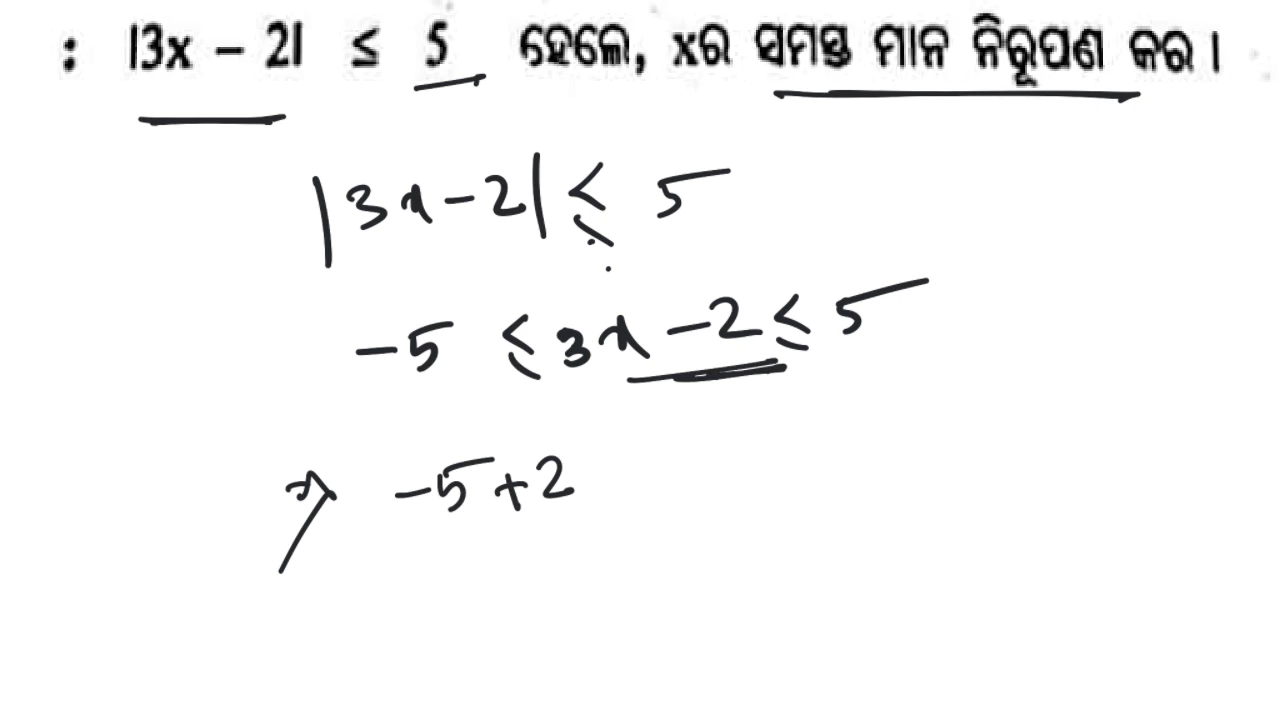 : |3x – 2| ≤ 5 ହେଲେ, xର ସମସ୍ତ ମାନ ନିରୂପଣ କର ।
|3x-2| ≤ 5
-5 ≤ 3x -2 ≤ 5
⇒ -5+2